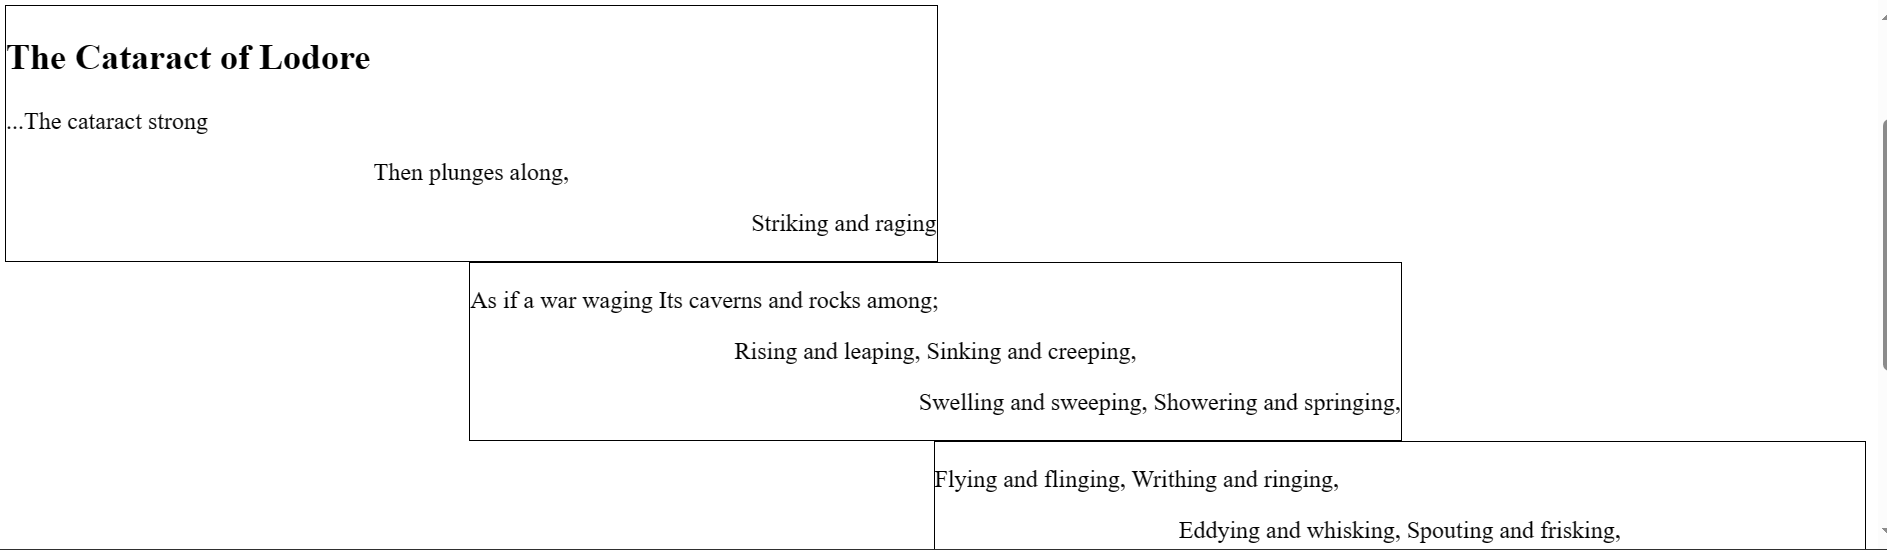 The Cataract of Lodore
...The cataract strong
Then plunges along,
Striking and raging
As if a war waging Its caverns and rocks among;
Rising and leaping, Sinking and creeping,
Swelling and sweeping, Showering and springing,
Flying and flinging, Writhing and ringing,
Eddying and whisking, Spouting and frisking,